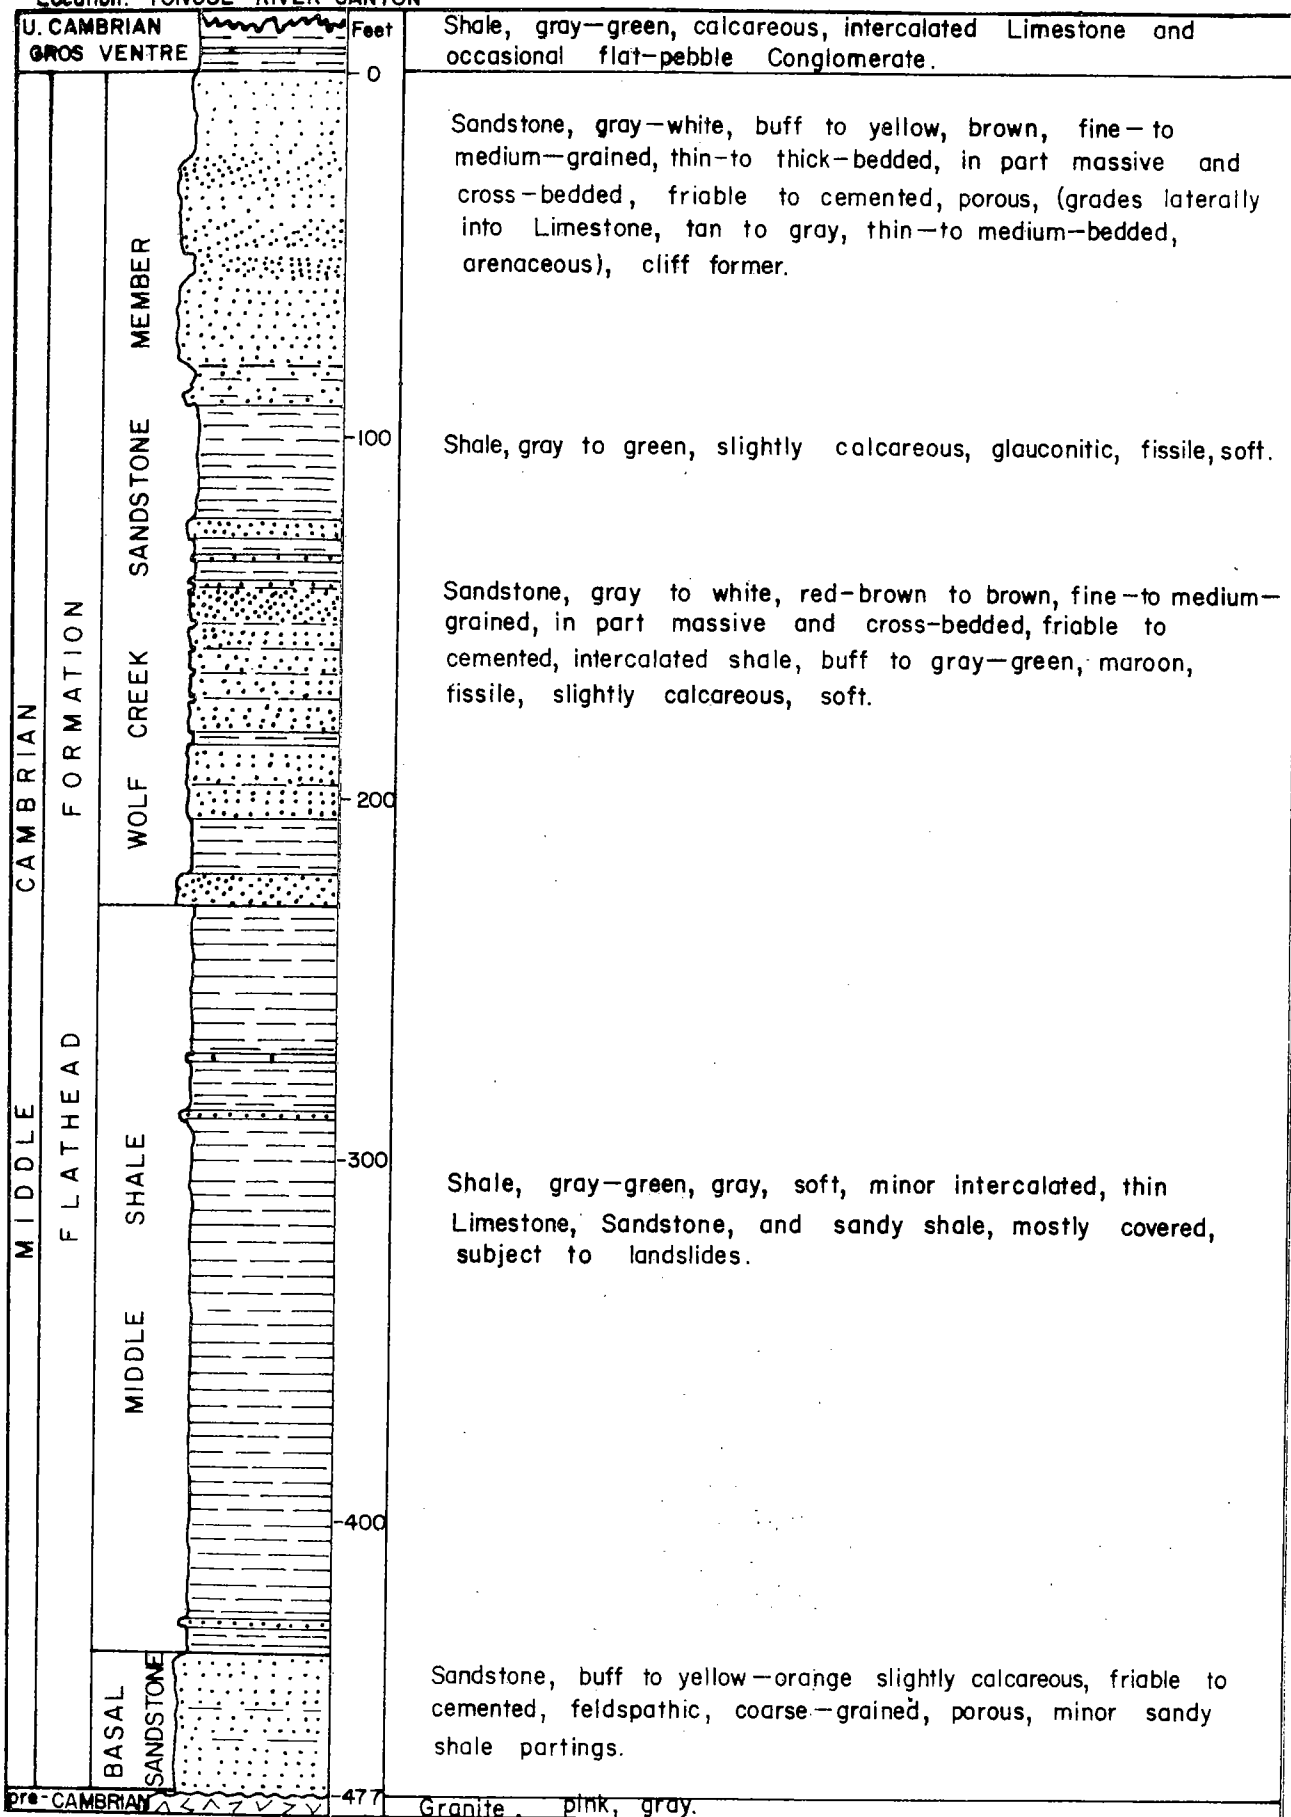 Location: TONGUE RIVER CANYON
U. CAMBRIAN
GROS VENTRE
Feet
Shale, gray-green, calcareous, intercalated Limestone and
occasional flat-pebble Conglomerate.
0
MIDDLE CAMBRIAN
FLATHEAD FORMATION
WOLF CREEK SANDSTONE MEMBER
Sandstone, gray-white, buff to yellow, brown, fine- to
medium-grained, thin-to thick-bedded, in part massive and
cross-bedded, friable to cemented, porous, (grades laterally
into Limestone, tan to gray, thin-to medium-bedded,
arenaceous), cliff former.
100
Shale, gray to green, slightly calcareous, glauconitic, fissile, soft.
Sandstone, gray to white, red-brown to brown, fine-to medium-
grained, in part massive and cross-bedded, friable to
cemented, intercalated shale, buff to gray-green, maroon,
fissile, slightly calcareous, soft.
200
MIDDLE SHALE
300
Shale, gray-green, gray, soft, minor intercalated, thin
Limestone, Sandstone, and sandy shale, mostly covered,
subject to landslides.
400
BASAL
SANDSTONE
Sandstone, buff to yellow-orange slightly calcareous, friable to
cemented, feldspathic, coarse-grained, porous, minor sandy
shale partings.
477
pre-CAMBRIAN
Granite, pink, gray.